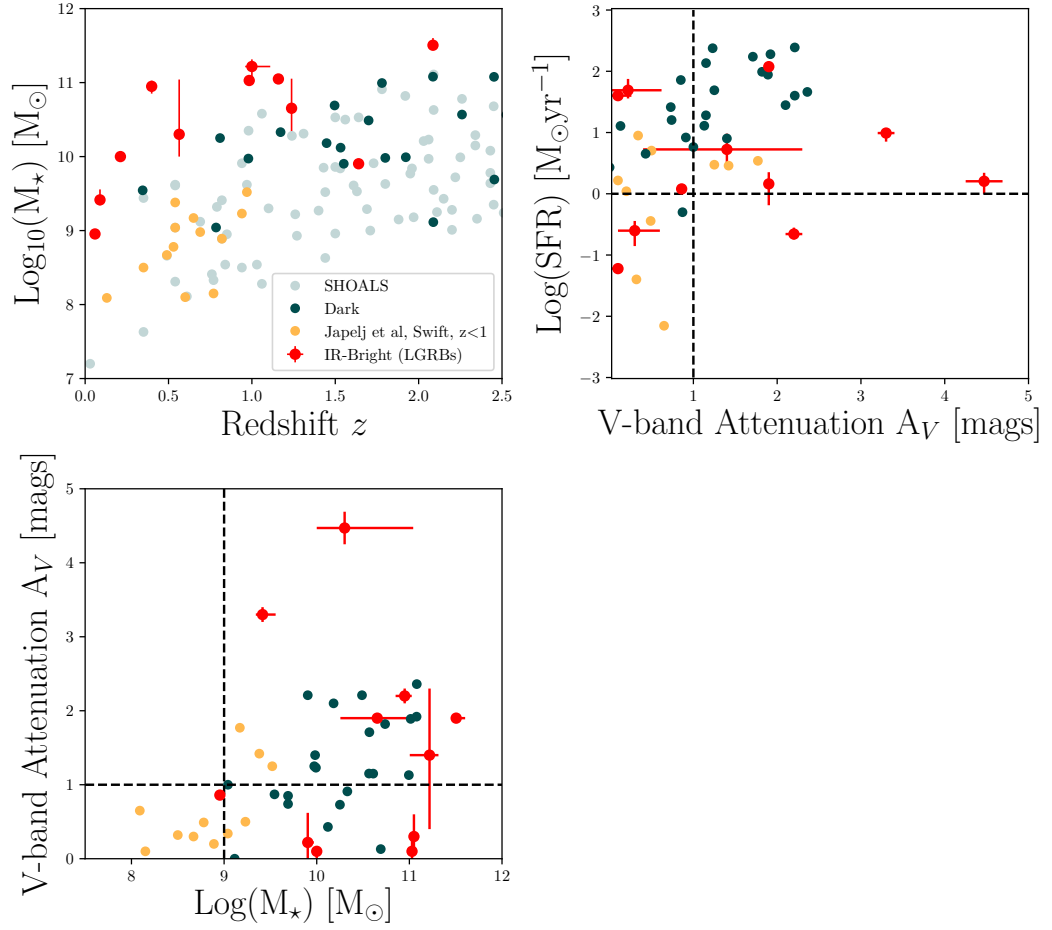 12
11
10
9
8
7
Log₁₀(M⋆) [M⊙]
0.0 0.5 1.0 1.5 2.0 2.5
Redshift z
SHOALS
Dark
Japelj et al, Swift, z<1
IR-Bright (LGRBs)
3
2
1
0
−1
−2
−3
Log(SFR) [M⊙yr⁻¹]
1 2 3 4 5
V-band Attenuation A_V [mags]
5
4
3
2
1
0
V-band Attenuation A_V [mags]
8 9 10 11 12
Log(M⋆) [M⊙]